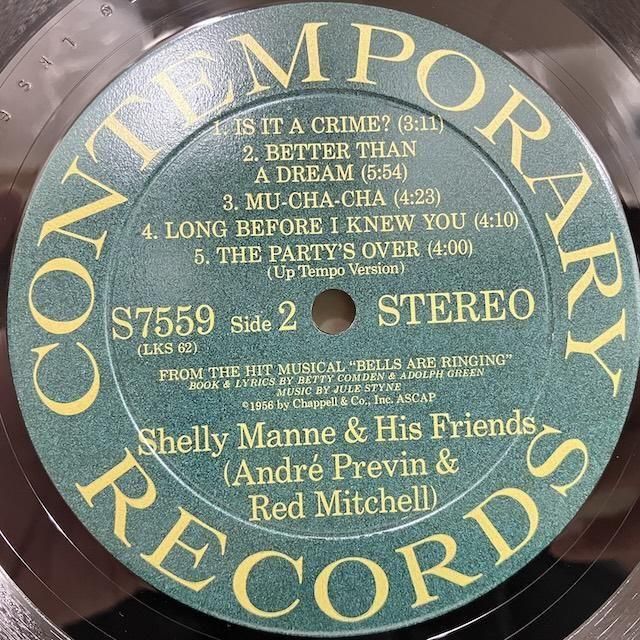 CONTEMPORARY
1. IS IT A CRIME? (3:11)
2. BETTER THAN
A DREAM (5:54)
3. MU-CHA-CHA (4:23)
4. LONG BEFORE I KNEW YOU (4:10)
5. THE PARTY'S OVER (4:00)
(Up Tempo Version)
S7559 Side 2 STEREO
(LKS 62)
FROM THE HIT MUSICAL "BELLS ARE RINGING"
BOOK & LYRICS BY BETTY COMDEN & ADOLPH GREEN
MUSIC BY JULE STYNE
©1956 by Chappell & Co., Inc. ASCAP
Shelly Manne & His Friends
(André Previn &
Red Mitchell)
RECORDS